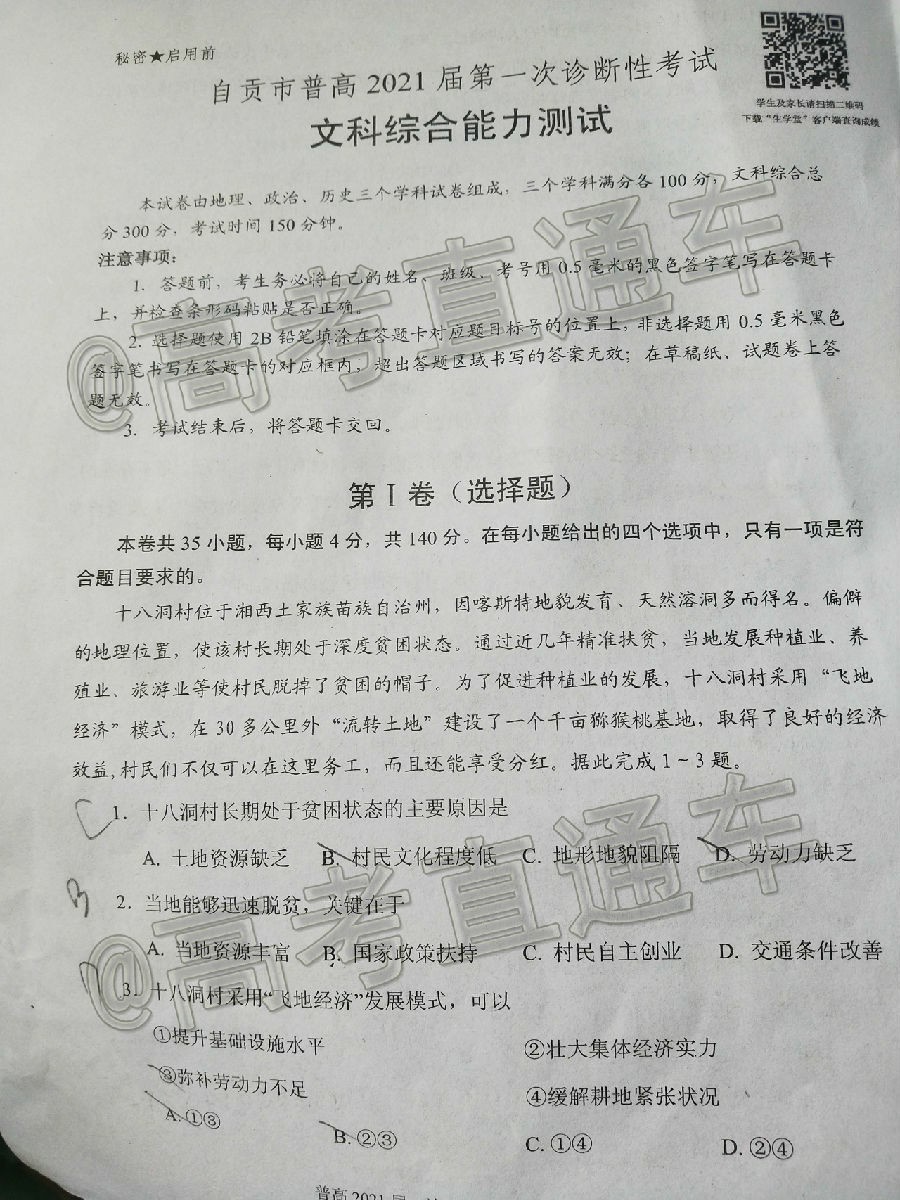 秘密★启用前
学生及家长请扫描二维码
下载“生学堂”客户端查询成绩
自贡市普高2021届第一次诊断性考试
文科综合能力测试
本试卷由地理、政治、历史三个学科试卷组成，三个学科满分各100分，文科综合总
分300分，考试时间150分钟。
注意事项：
1. 答题前，考生务必将自己的姓名、班级、考号用0.5毫米的黑色签字笔写在答题卡
上，并检查条形码粘贴是否正确。
2. 选择题使用2B铅笔填涂在答题卡对应题目标号的位置上，非选择题用0.5毫米黑色
签字笔书写在答题卡的对应框内，超出答题区域书写的答案无效；在草稿纸、试题卷上答
题无效。
3. 考试结束后，将答题卡交回。
@高考直通车
第Ⅰ卷（选择题）
本卷共35小题，每小题4分，共140分。在每小题给出的四个选项中，只有一项是符
合题目要求的。
十八洞村位于湘西土家族苗族自治州，因喀斯特地貌发育、天然溶洞多而得名。偏僻
的地理位置，使该村长期处于深度贫困状态。通过近几年精准扶贫，当地发展种植业、养
殖业、旅游业等使村民脱掉了贫困的帽子。为了促进种植业的发展，十八洞村采用“飞地
经济”模式，在30多公里外“流转土地”建设了一个千亩猕猴桃基地，取得了良好的经济
效益,村民们不仅可以在这里务工，而且还能享受分红。据此完成1～3题。
C 1．十八洞村长期处于贫困状态的主要原因是
A. 土地资源缺乏 B. 村民文化程度低 C. 地形地貌阻隔 D. 劳动力缺乏
B 2．当地能够迅速脱贫，关键在于
A. 当地资源丰富 B. 国家政策扶持 C. 村民自主创业 D. 交通条件改善
D 3．十八洞村采用“飞地经济”发展模式，可以
①提升基础设施水平 ②壮大集体经济实力
③弥补劳动力不足 ④缓解耕地紧张状况
A.①③ B.②③ C.①④ D.②④
@高考直通车
普高2021届